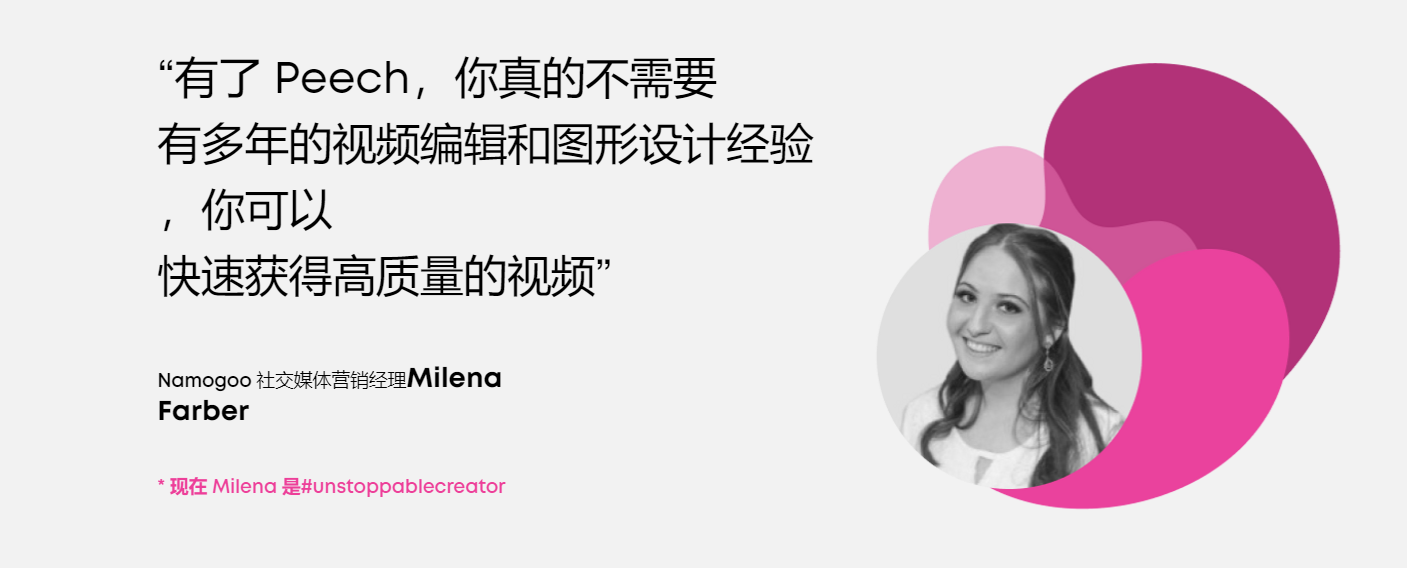 “有了 Peech，你真的不需要
有多年的视频编辑和图形设计经验
，你可以
快速获得高质量的视频”
Namogoo 社交媒体营销经理Milena
Farber
* 现在 Milena 是#unstoppablecreator